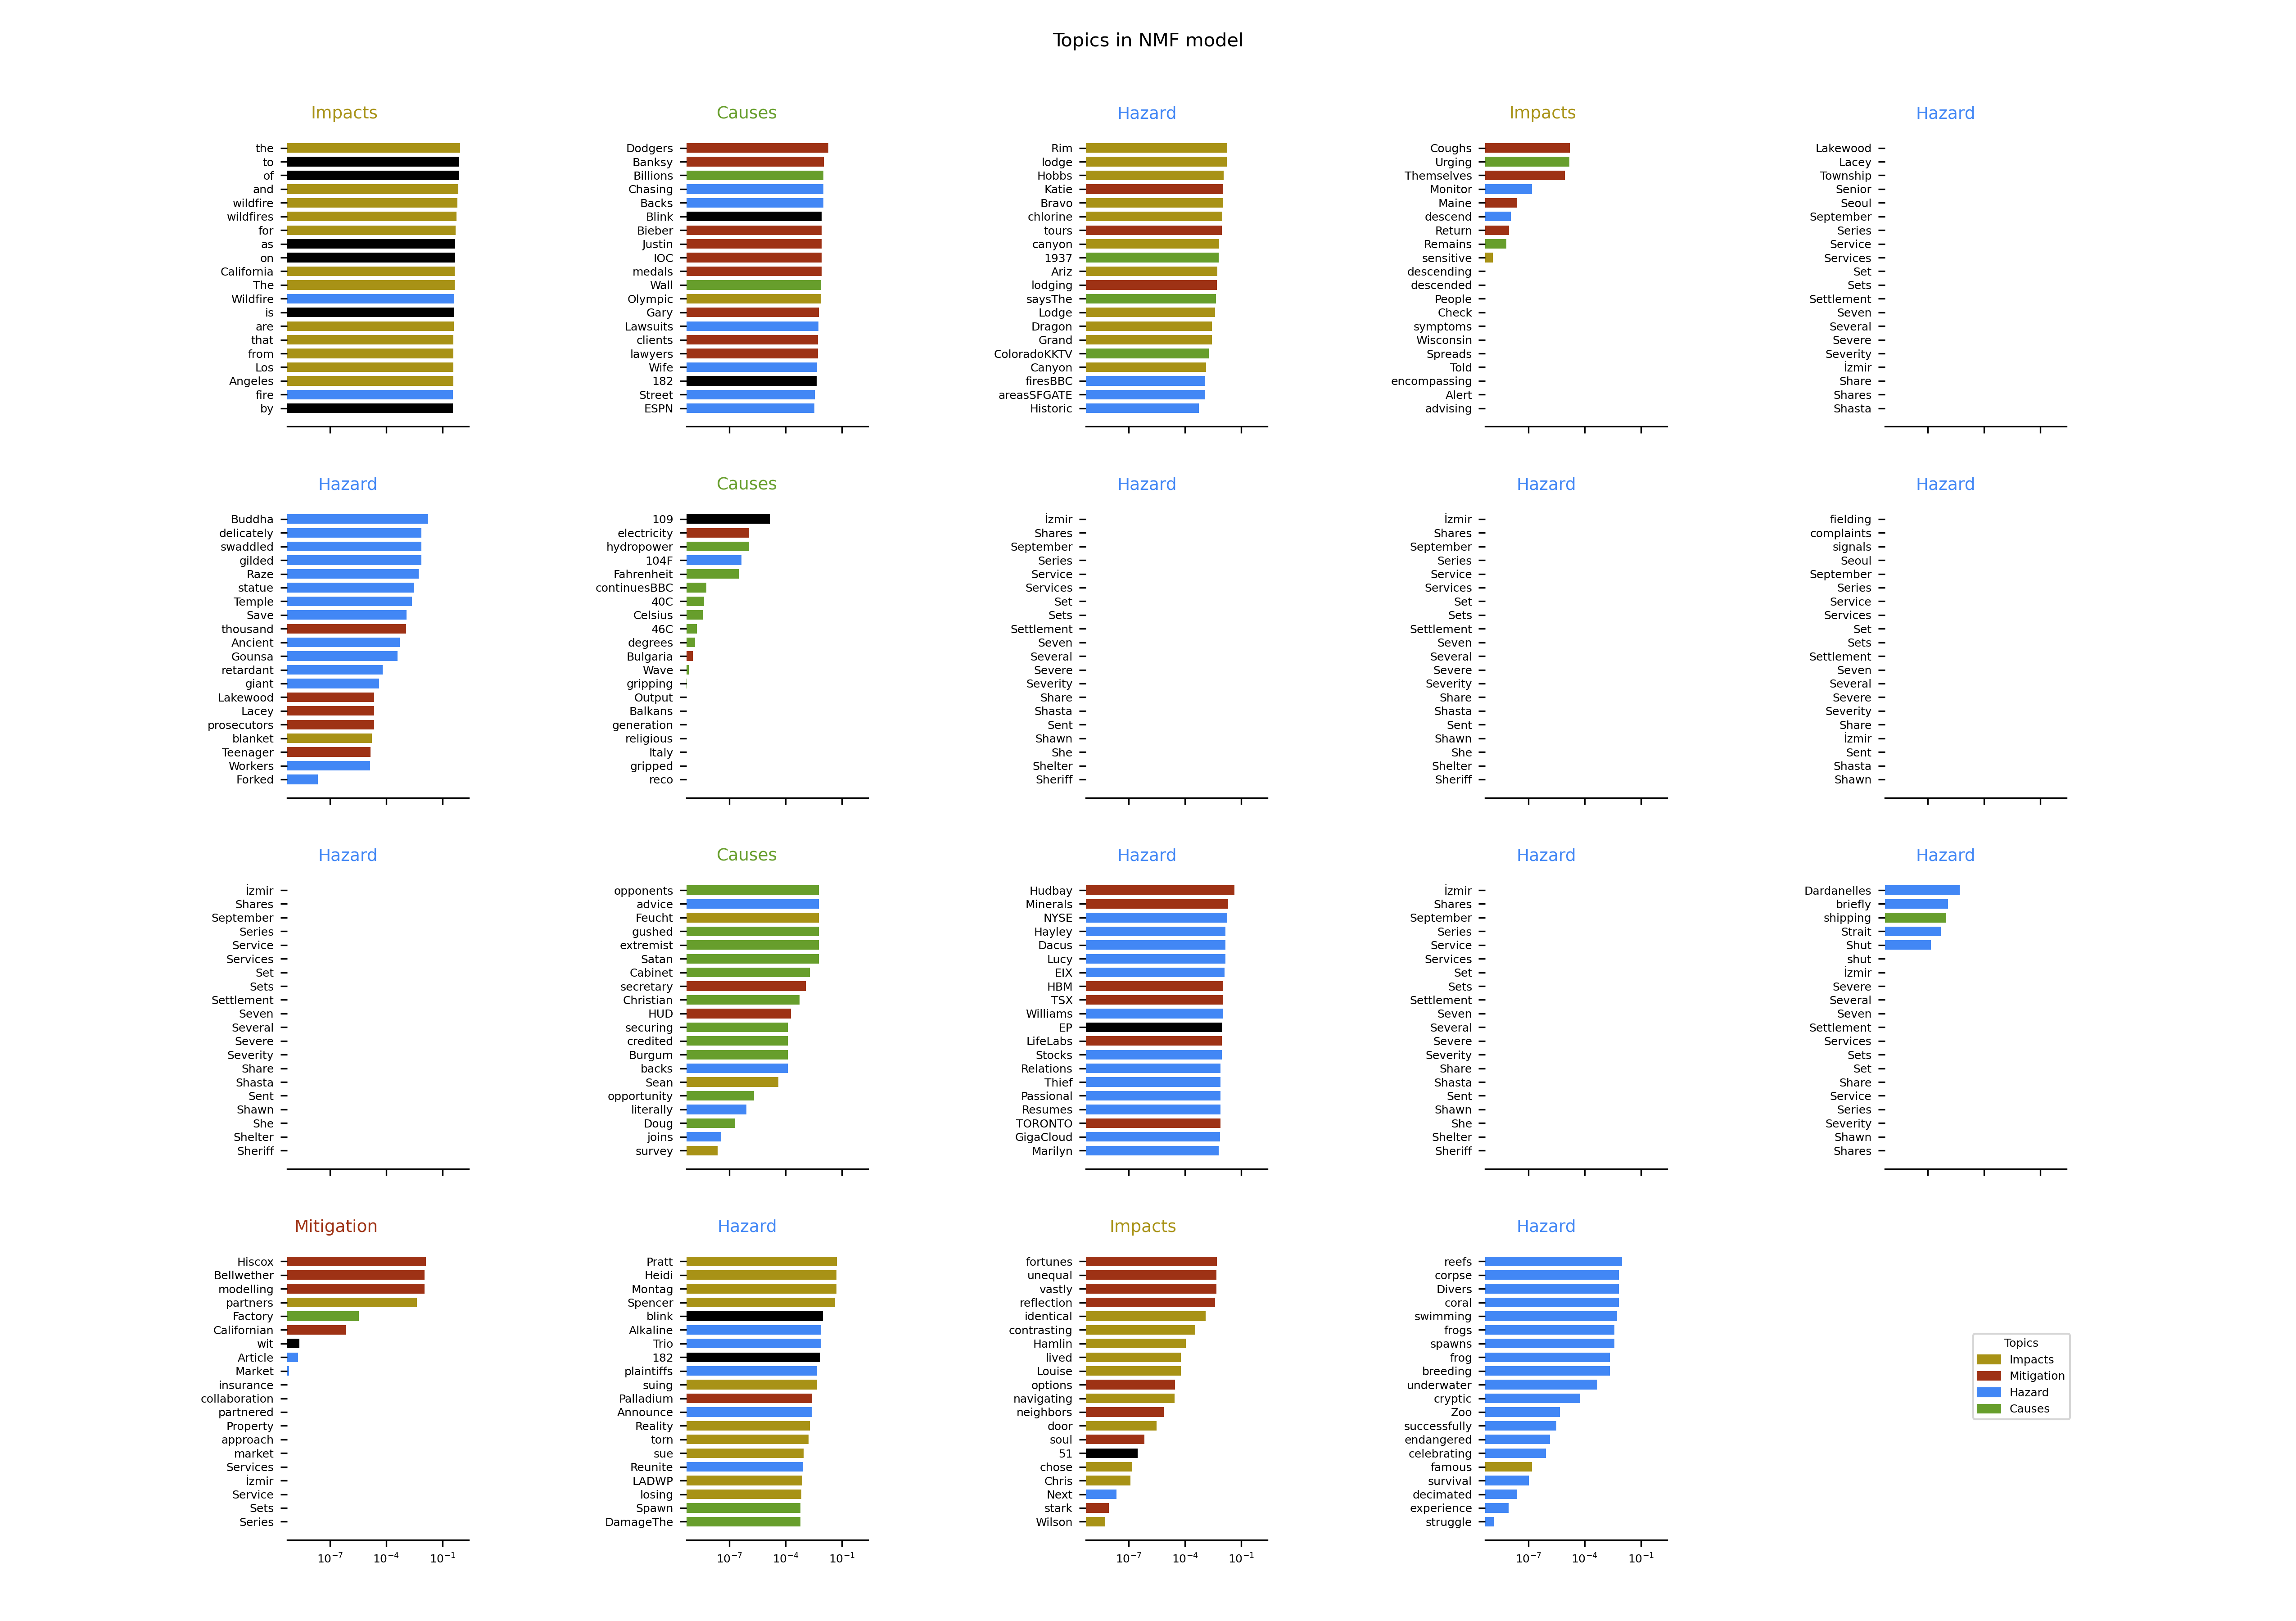 Topics in NMF model
Impacts
the
to
of
and
wildfire
wildfires
for
as
on
California
The
Wildfire
is
are
that
from
Los
Angeles
fire
by
Causes
Dodgers
Banksy
Billions
Chasing
Backs
Blink
Bieber
Justin
IOC
medals
Wall
Olympic
Gary
Lawsuits
clients
lawyers
Wife
182
Street
ESPN
Hazard
Rim
lodge
Hobbs
Katie
Bravo
chlorine
tours
canyon
1937
Ariz
lodging
saysThe
Lodge
Dragon
Grand
ColoradoKKTV
Canyon
firesBBC
areasSFGATE
Historic
Impacts
Coughs
Urging
Themselves
Monitor
Maine
descend
Return
Remains
sensitive
descending
descended
People
Check
symptoms
Wisconsin
Spreads
Told
encompassing
Alert
advising
Hazard
Lakewood
Lacey
Township
Senior
Seoul
September
Series
Service
Services
Set
Sets
Settlement
Seven
Several
Severe
Severity
İzmir
Share
Shares
Shasta
Hazard
Buddha
delicately
swaddled
gilded
Raze
statue
Temple
Save
thousand
Ancient
Gounsa
retardant
giant
Lakewood
Lacey
prosecutors
blanket
Teenager
Workers
Forked
Causes
109
electricity
hydropower
104F
Fahrenheit
continuesBBC
40C
Celsius
46C
degrees
Bulgaria
Wave
gripping
Output
Balkans
generation
religious
Italy
gripped
reco
Hazard
İzmir
Shares
September
Series
Service
Services
Set
Sets
Settlement
Seven
Several
Severe
Severity
Share
Shasta
Sent
Shawn
She
Shelter
Sheriff
Hazard
İzmir
Shares
September
Series
Service
Services
Set
Sets
Settlement
Seven
Several
Severe
Severity
Share
Shasta
Sent
Shawn
She
Shelter
Sheriff
Hazard
fielding
complaints
signals
Seoul
September
Series
Service
Services
Set
Sets
Settlement
Seven
Several
Severe
Severity
Share
İzmir
Sent
Shasta
Shawn
Hazard
İzmir
Shares
September
Series
Service
Services
Set
Sets
Settlement
Seven
Several
Severe
Severity
Share
Shasta
Sent
Shawn
She
Shelter
Sheriff
Causes
opponents
advice
Feucht
gushed
extremist
Satan
Cabinet
secretary
Christian
HUD
securing
credited
Burgum
backs
Sean
opportunity
literally
Doug
joins
survey
Hazard
Hudbay
Minerals
NYSE
Hayley
Dacus
Lucy
EIX
HBM
TSX
Williams
EP
LifeLabs
Stocks
Relations
Thief
Passional
Resumes
TORONTO
GigaCloud
Marilyn
Hazard
İzmir
Shares
September
Series
Service
Services
Set
Sets
Settlement
Seven
Several
Severe
Severity
Share
Shasta
Sent
Shawn
She
Shelter
Sheriff
Hazard
Dardanelles
briefly
shipping
Strait
Shut
shut
İzmir
Severe
Several
Seven
Settlement
Services
Sets
Set
Share
Service
Series
Severity
Shawn
Shares
Mitigation
Hiscox
Bellwether
modelling
partners
Factory
Californian
wit
Article
Market
insurance
collaboration
partnered
Property
approach
market
Services
İzmir
Service
Sets
Series
10⁻⁷ 10⁻⁴ 10⁻¹
Hazard
Pratt
Heidi
Montag
Spencer
blink
Alkaline
Trio
182
plaintiffs
suing
Palladium
Announce
Reality
torn
sue
Reunite
LADWP
losing
Spawn
DamageThe
10⁻⁷ 10⁻⁴ 10⁻¹
Impacts
fortunes
unequal
vastly
reflection
identical
contrasting
Hamlin
lived
Louise
options
navigating
neighbors
door
soul
51
chose
Chris
Next
stark
Wilson
10⁻⁷ 10⁻⁴ 10⁻¹
Hazard
reefs
corpse
Divers
coral
swimming
frogs
spawns
frog
breeding
underwater
cryptic
Zoo
successfully
endangered
celebrating
famous
survival
decimated
experience
struggle
10⁻⁷ 10⁻⁴ 10⁻¹
Topics
Impacts
Mitigation
Hazard
Causes